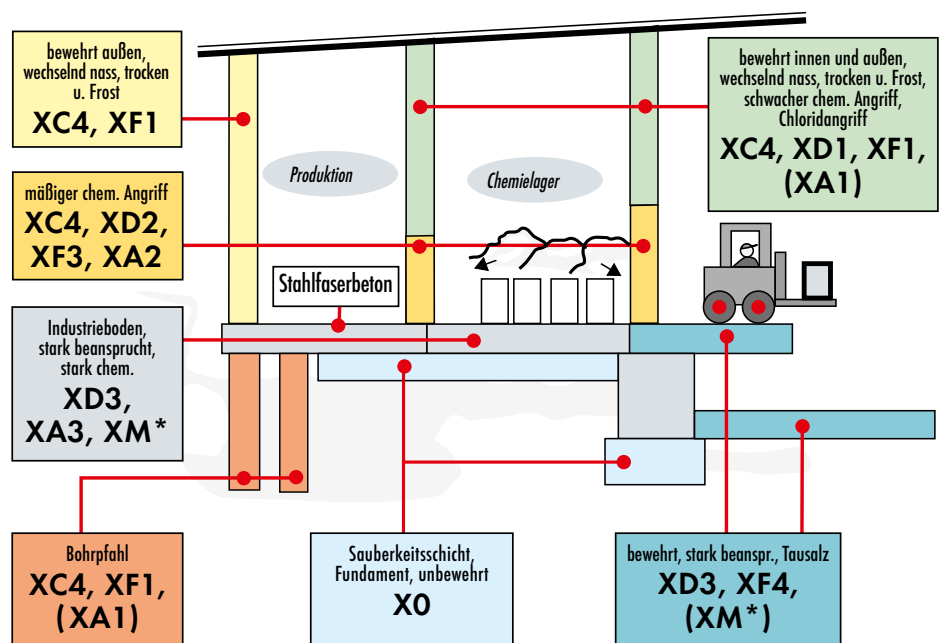 bewehrt außen,
wechselnd nass, trocken
u. Frost
XC4, XF1
mäßiger chem. Angriff
XC4, XD2,
XF3, XA2
Industrieboden,
stark beansprucht,
stark chem.
XD3,
XA3, XM*
Bohrpfahl
XC4, XF1,
(XA1)
Produktion
Chemielager
Stahlfaserbeton
Sauberkeitsschicht,
Fundament, unbewehrt
X0
bewehrt innen und außen,
wechselnd nass, trocken u. Frost,
schwacher chem. Angriff,
Chloridangriff
XC4, XD1, XF1,
(XA1)
bewehrt, stark beanspr., Tausalz
XD3, XF4,
(XM*)